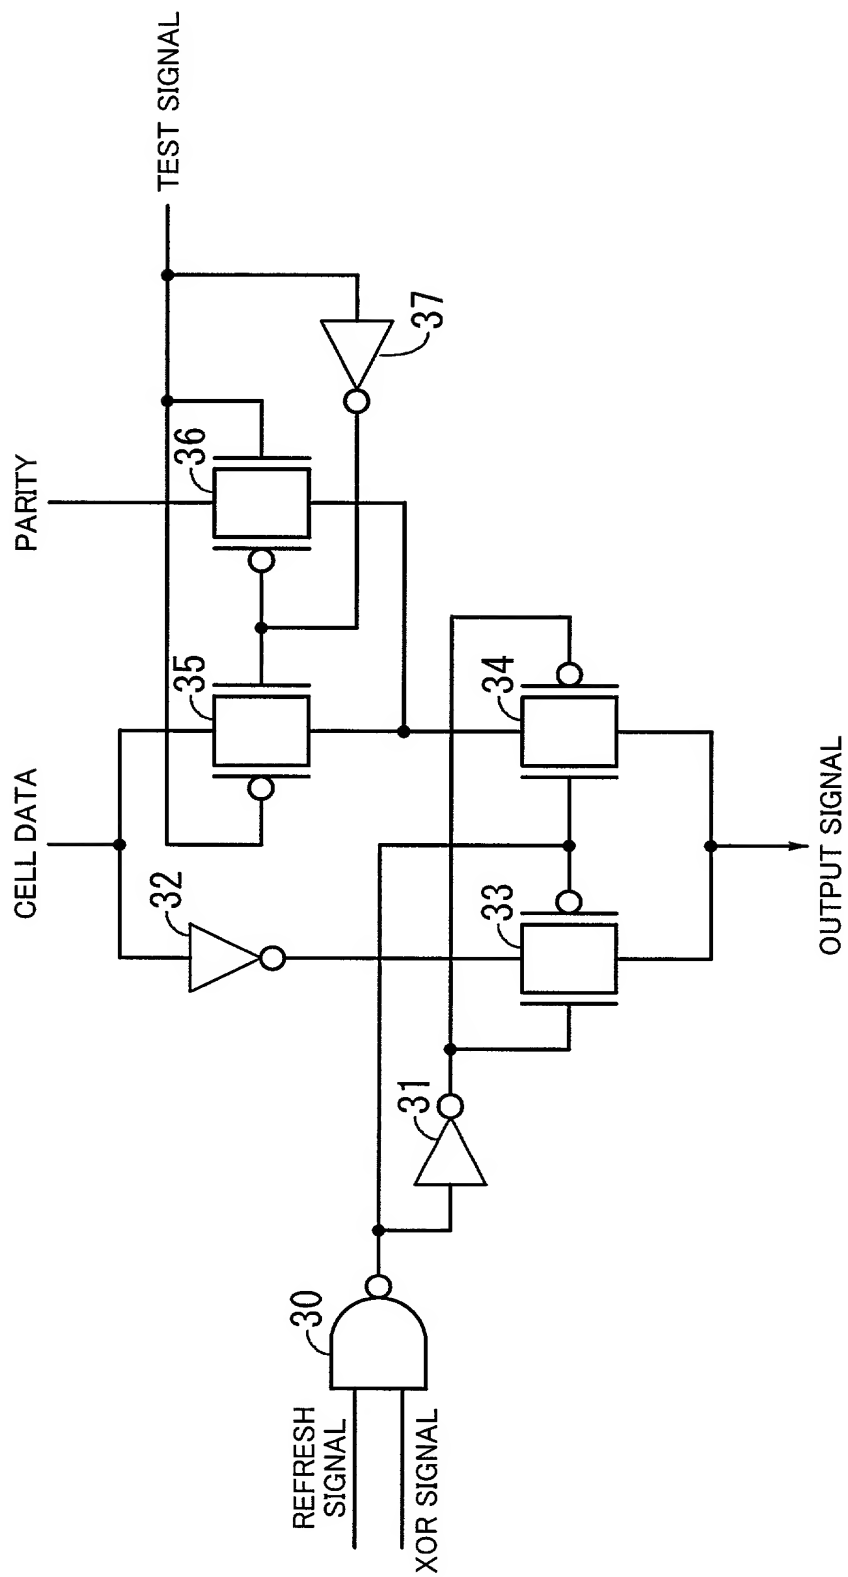 CELL DATA
PARITY
TEST SIGNAL
32
35
36
37
REFRESH
SIGNAL
XOR SIGNAL
30
31
33
34
OUTPUT SIGNAL